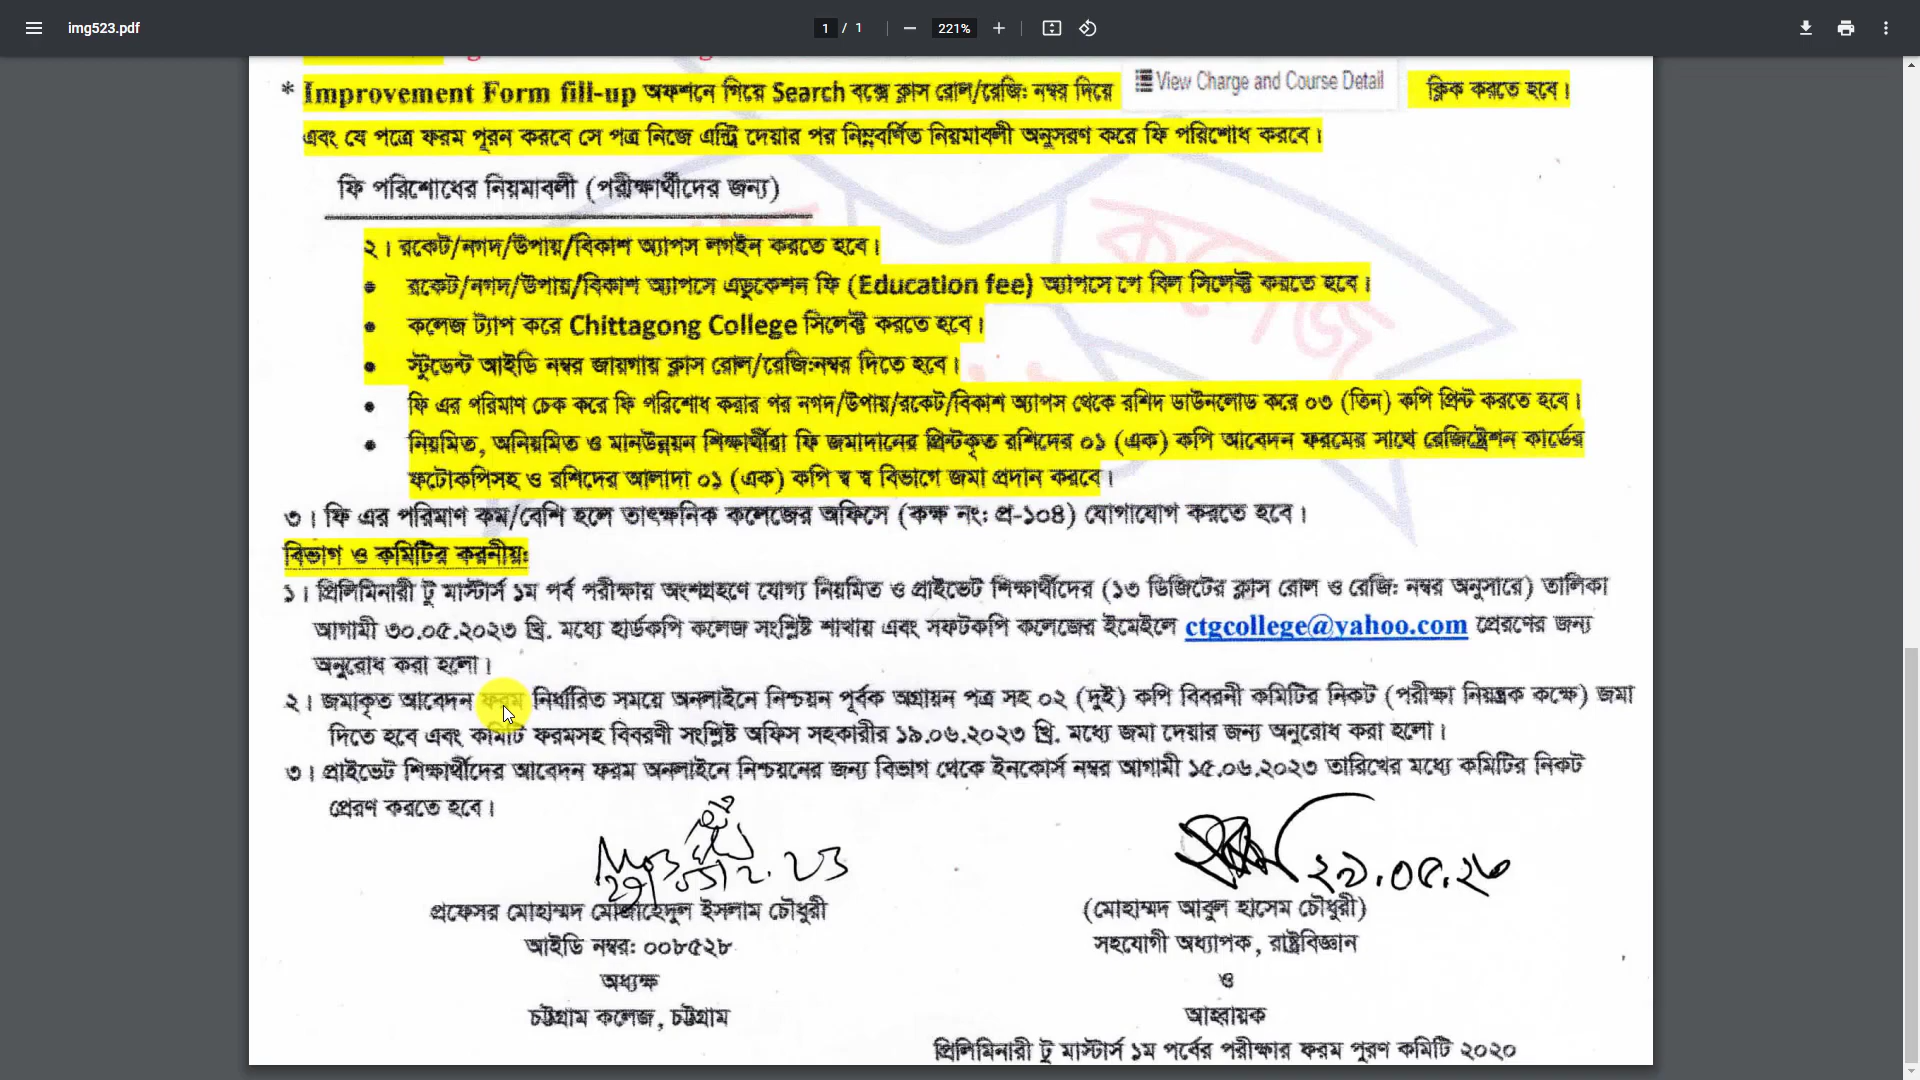 img523.pdf
1 / 1
221%
* Improvement Form fill-up অফশনে গিয়ে Search বক্সে ক্লাস রোল/রেজি: নম্বর দিয়ে View Charge and Course Detail ক্লিক করতে হবে।
এবং যে পত্রে ফরম পূরন করবে সে পত্র নিজে এন্ট্রি দেয়ার পর নিম্নবর্ণিত নিয়মাবলী অনুসরণ করে ফি পরিশোধ করবে।
ফি পরিশোধের নিয়মাবলী (পরীক্ষার্থীদের জন্য)
২। রকেট/নগদ/উপায়/বিকাশ অ্যাপস লগইন করতে হবে।
• রকেট/নগদ/উপায়/বিকাশ অ্যাপসে এডুকেশন ফি (Education fee) অ্যাপসে পে বিল সিলেক্ট করতে হবে।
• কলেজ ট্যাপ করে Chittagong College সিলেক্ট করতে হবে।
• স্টুডেন্ট আইডি নম্বর জায়গায় ক্লাস রোল/রেজি:নম্বর দিতে হবে।
• ফি এর পরিমাণ চেক করে ফি পরিশোধ করার পর নগদ/উপায়/রকেট/বিকাশ অ্যাপস থেকে রশিদ ডাউনলোড করে ০৩ (তিন) কপি প্রিন্ট করতে হবে।
• নিয়মিত, অনিয়মিত ও মানউন্নয়ন শিক্ষার্থীরা ফি জমাদানের প্রিন্টকৃত রশিদের ০১ (এক) কপি আবেদন ফরমের সাথে রেজিষ্ট্রেশন কার্ডের
ফটোকপিসহ ও রশিদের আলাদা ০১ (এক) কপি স্ব স্ব বিভাগে জমা প্রদান করবে।
৩। ফি এর পরিমাণ কম/বেশি হলে তাৎক্ষনিক কলেজের অফিসে (কক্ষ নং: প্র-১০৪) যোগাযোগ করতে হবে।
বিভাগ ও কমিটির করনীয়:
১। প্রিলিমিনারী টু মাস্টার্স ১ম পর্ব পরীক্ষায় অংশগ্রহণে যোগ্য নিয়মিত ও প্রাইভেট শিক্ষার্থীদের (১৩ ডিজিটের ক্লাস রোল ও রেজি: নম্বর অনুসারে) তালিকা
আগামী ৩০.০৫.২০২৩ খ্রি. মধ্যে হার্ডকপি কলেজ সংশ্লিষ্ট শাখায় এবং সফটকপি কলেজের ইমেইলে ctgcollege@yahoo.com প্রেরণের জন্য
অনুরোধ করা হলো।
২। জমাকৃত আবেদন ফরম নির্ধারিত সময়ে অনলাইনে নিশ্চয়ন পূর্বক অগ্রায়ন পত্র সহ ০২ (দুই) কপি বিবরনী কমিটির নিকট (পরীক্ষা নিয়ন্ত্রক কক্ষে) জমা
দিতে হবে এবং কমিটি ফরমসহ বিবরণী সংশ্লিষ্ট অফিস সহকারীর ১৯.০৬.২০২৩ খ্রি. মধ্যে জমা দেয়ার জন্য অনুরোধ করা হলো।
৩। প্রাইভেট শিক্ষার্থীদের আবেদন ফরম অনলাইনে নিশ্চয়নের জন্য বিভাগ থেকে ইনকোর্স নম্বর আগামী ১৫.০৬.২০২৩ তারিখের মধ্যে কমিটির নিকট
প্রেরণ করতে হবে।
২৯.০৫.২৩
প্রফেসর মোহাম্মদ মোজাহেদুল ইসলাম চৌধুরী
আইডি নম্বর: ০০৮৫২৮
অধ্যক্ষ
চট্টগ্রাম কলেজ, চট্টগ্রাম
(মোহাম্মদ আবুল হাসেম চৌধুরী)
সহযোগী অধ্যাপক, রাষ্ট্রবিজ্ঞান
ও
আহ্বায়ক
প্রিলিমিনারী টু মাস্টার্স ১ম পর্বের পরীক্ষার ফরম পুরণ কমিটি ২০২০